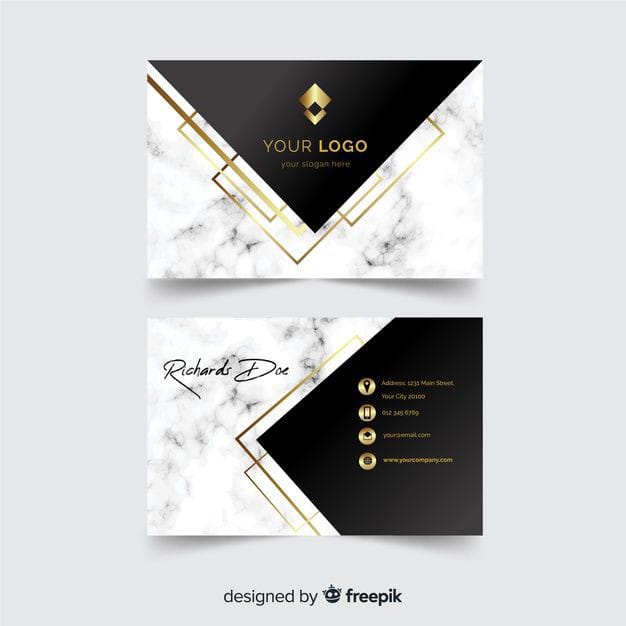 YOUR LOGO
your slogan here
Richards Doe
Address: 1231 Main Street,
Your City 20100
012 345 6789
your@email.com
www.yourcompany.com
designed by freepik